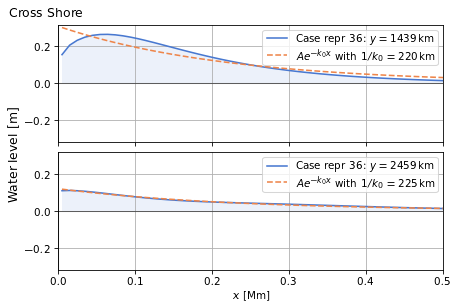 Cross Shore
Water level [m]
0.2
0.0
−0.2
Case repr 36: y = 1439 km
Ae^{−k₀x} with 1/k₀ = 220 km
0.2
0.0
−0.2
Case repr 36: y = 2459 km
Ae^{−k₀x} with 1/k₀ = 225 km
0.0 0.1 0.2 0.3 0.4 0.5
x [Mm]